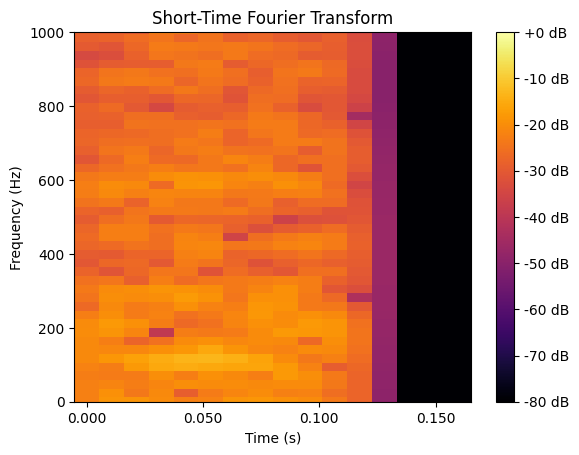 Short-Time Fourier Transform
1000
800
600
400
200
0
Frequency (Hz)
0.000
0.050
0.100
0.150
Time (s)
+0 dB
-10 dB
-20 dB
-30 dB
-40 dB
-50 dB
-60 dB
-70 dB
-80 dB